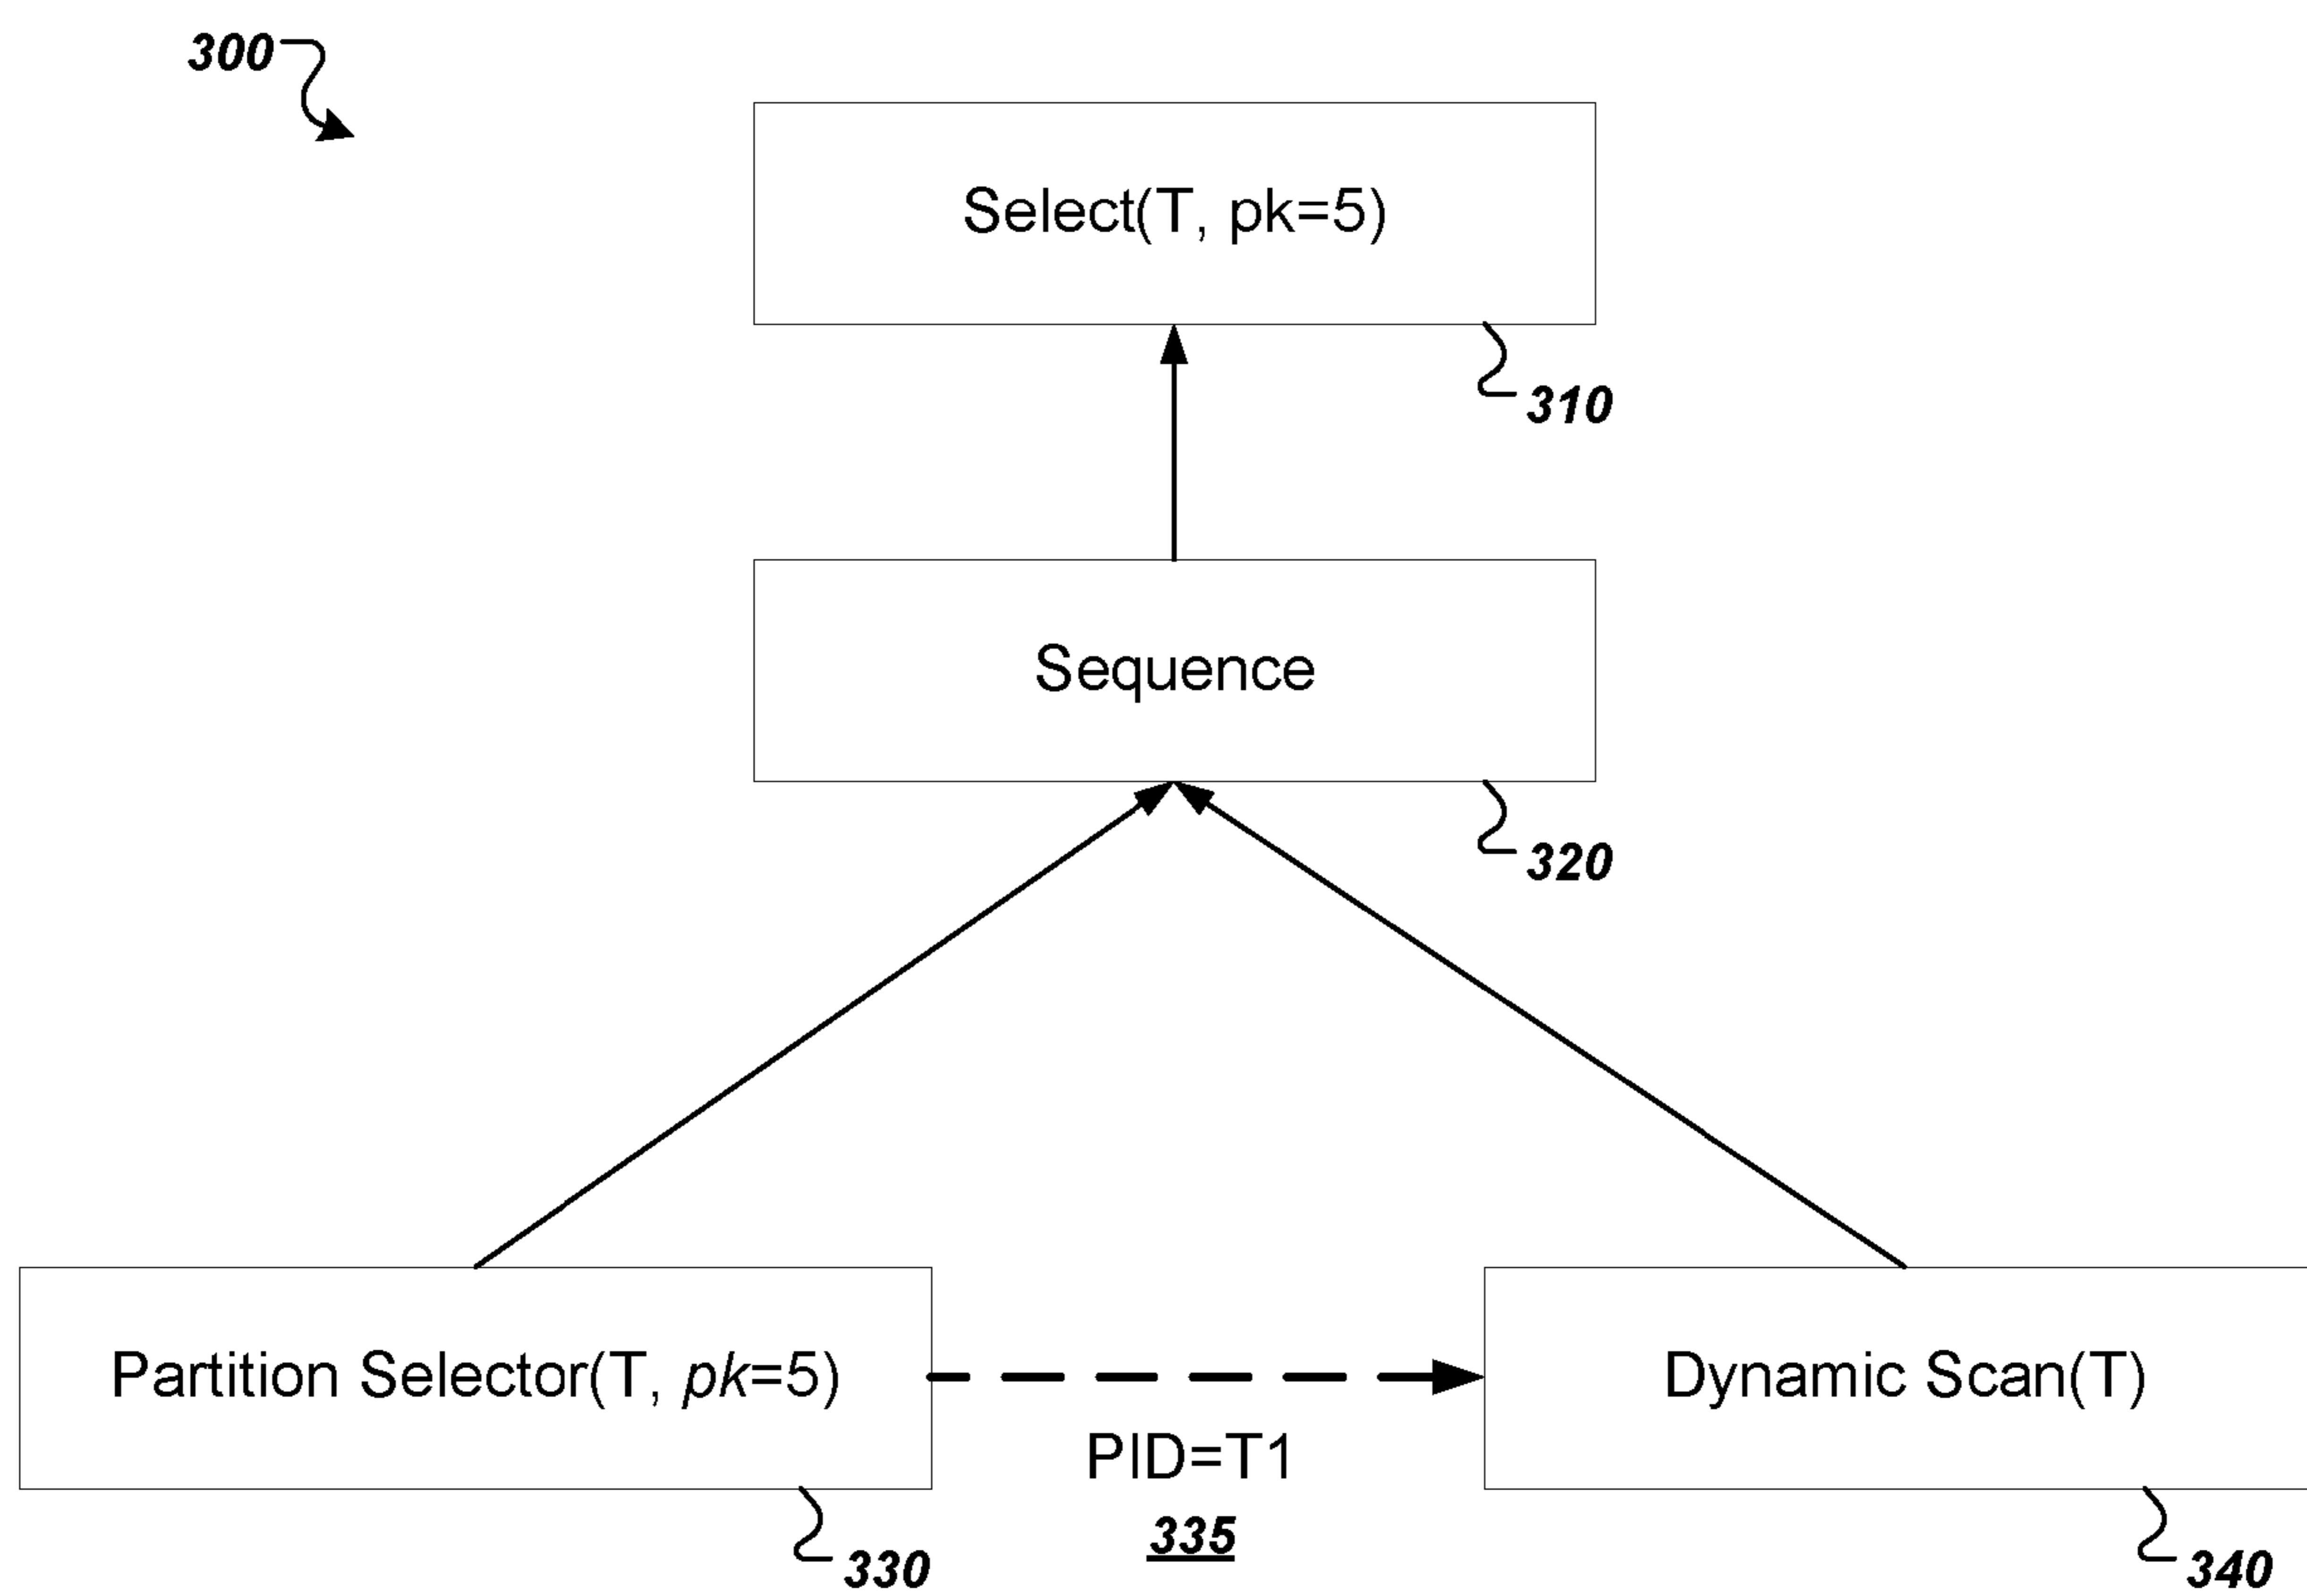 300
Select(T, pk=5)
310
Sequence
320
Partition Selector(T, pk=5)
Dynamic Scan(T)
PID=T1
335
330
340